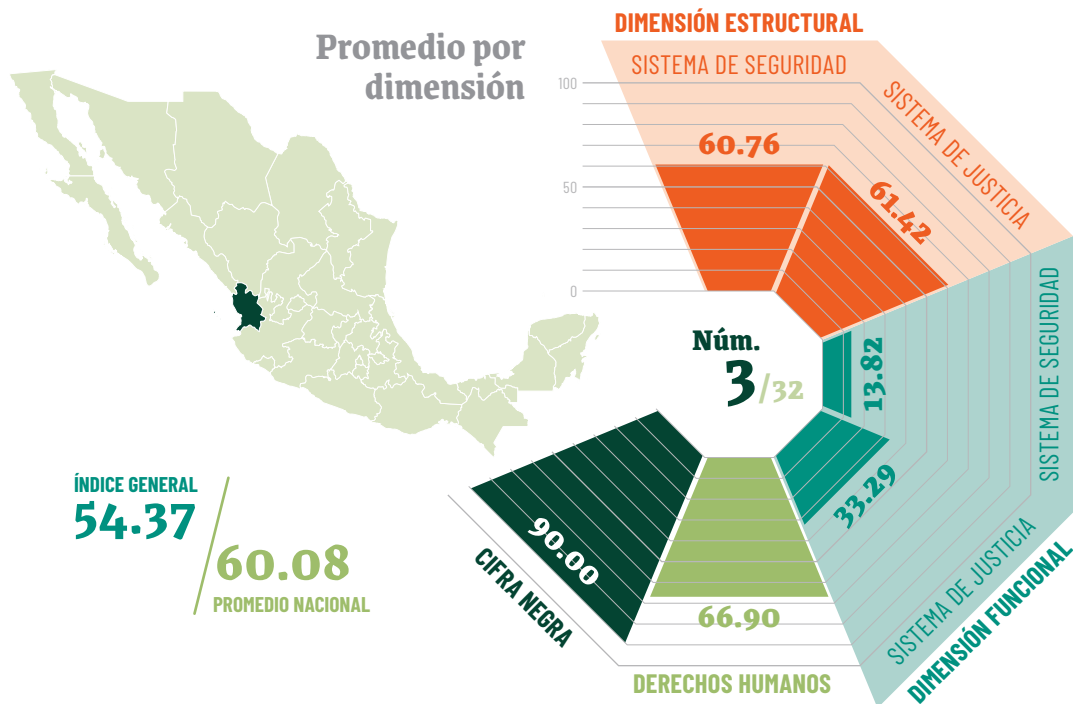 Promedio por
dimensión
DIMENSIÓN ESTRUCTURAL
SISTEMA DE SEGURIDAD
SISTEMA DE JUSTICIA
100
50
0
60.76
61.42
13.82
33.29
SISTEMA DE SEGURIDAD
SISTEMA DE JUSTICIA
DIMENSIÓN FUNCIONAL
Núm.
3/32
66.90
DERECHOS HUMANOS
90.00
CIFRA NEGRA
ÍNDICE GENERAL
54.37
60.08
PROMEDIO NACIONAL